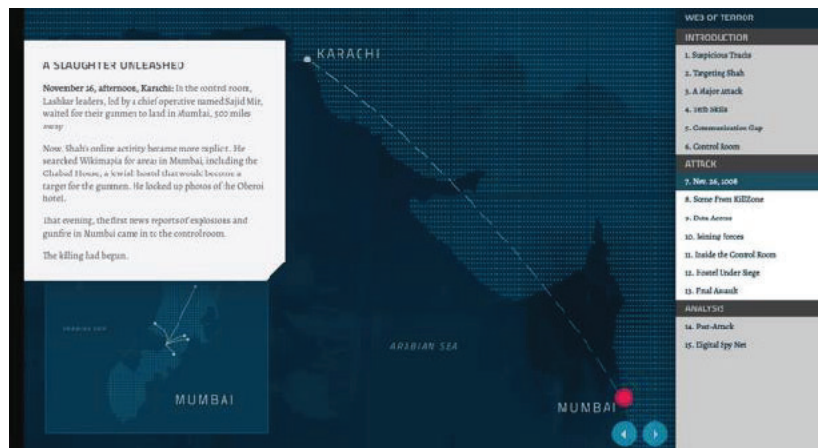 A SLAUGHTER UNLEASHED
November 26, afternoon, Karachi: In the control room,
Lashkar leaders, led by a chief operative named Sajid Mir,
waited for their gunmen to land in Mumbai, 500 miles
away
Now, Shah's online activity became more explicit. He
searched Wikimapia for areas in Mumbai, including the
Chabad House, a Jewish hostel that would become a
target for the gunmen. He looked up photos of the Oberoi
hotel.
That evening, the first news reports of explosions and
gunfire in Mumbai came in to the control room.
The killing had begun.
KARACHI
ARABIAN SEA
MUMBAI
ARABIAN SEA
MUMBAI
WEB OF TERROR
INTRODUCTION
1. Suspicious Tracks
2. Targeting Shah
3. A Major Attack
4. Tech Skills
5. Communication Gap
6. Control Room
ATTACK
7. Nov. 26, 2008
8. Scene From Kill Zone
9. Data Access
10. Joining Forces
11. Inside the Control Room
12. Hostel Under Siege
13. Final Assault
ANALYSIS
14. Post-Attack
15. Digital Spy Net